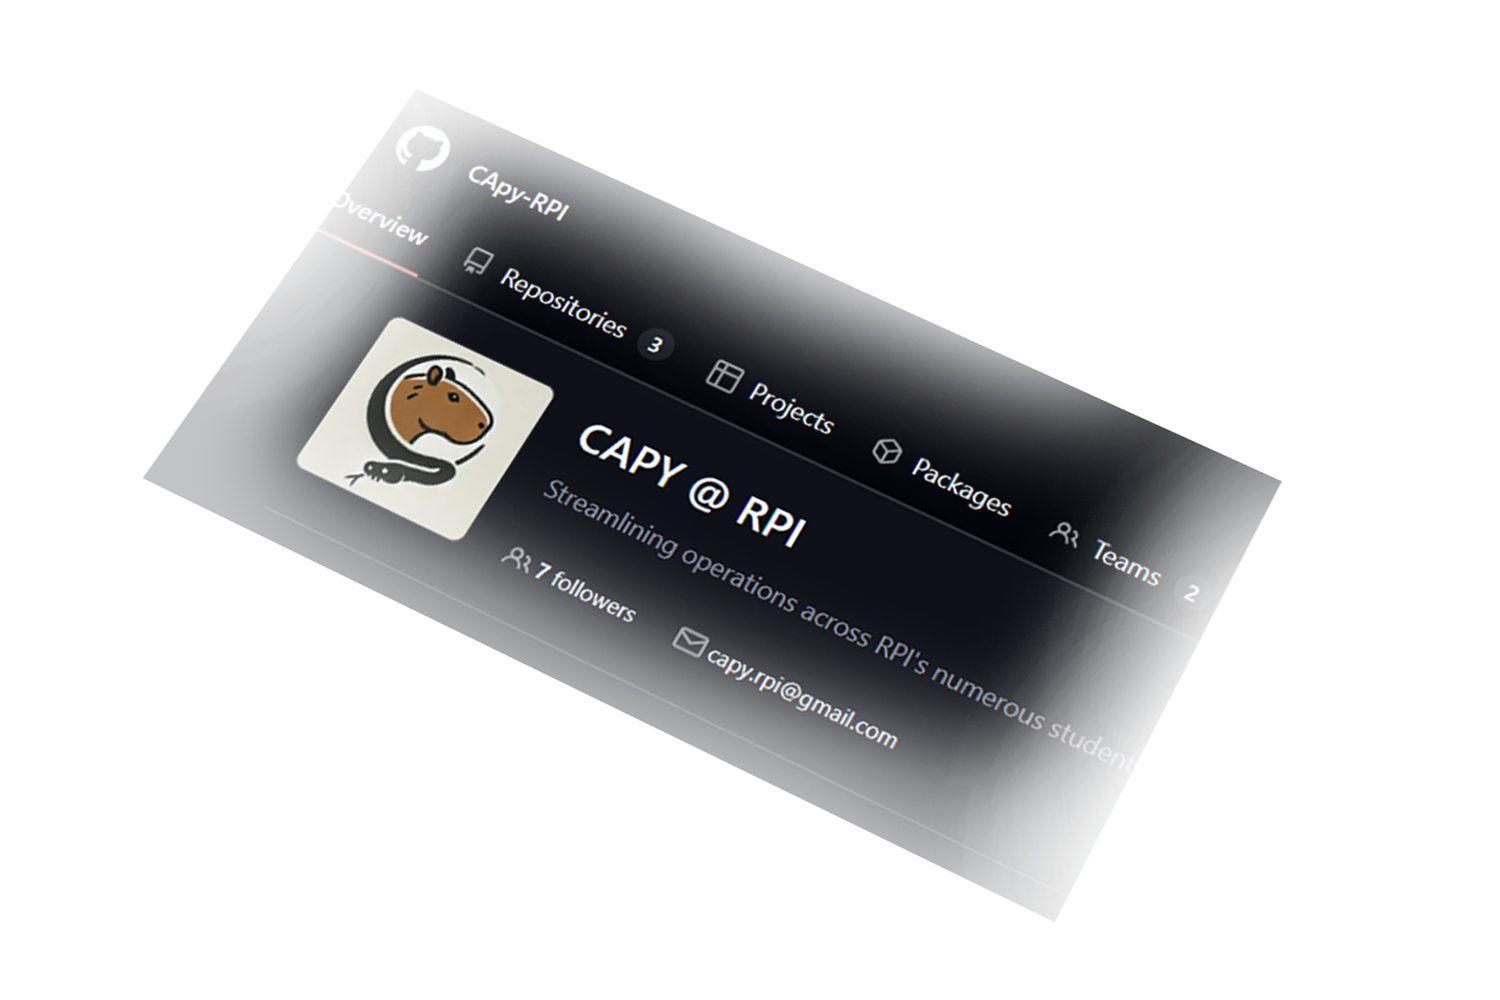 CApy-RPI
Overview Repositories 3 Projects Packages Teams 2
CAPY @ RPI
Streamlining operations across RPI's numerous student
7 followers capy.rpi@gmail.com